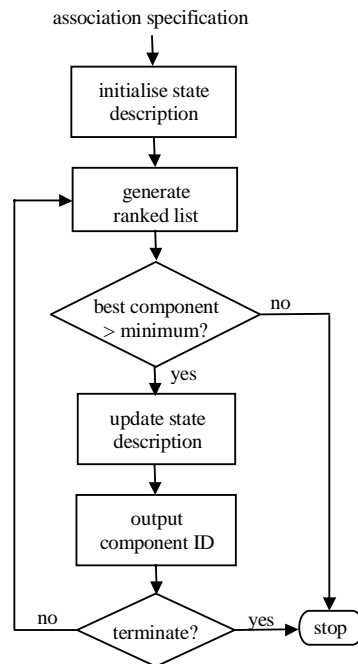 association specification
initialise state
description
generate
ranked list
best component
> minimum?
no
yes
update state
description
output
component ID
no
terminate?
yes
stop